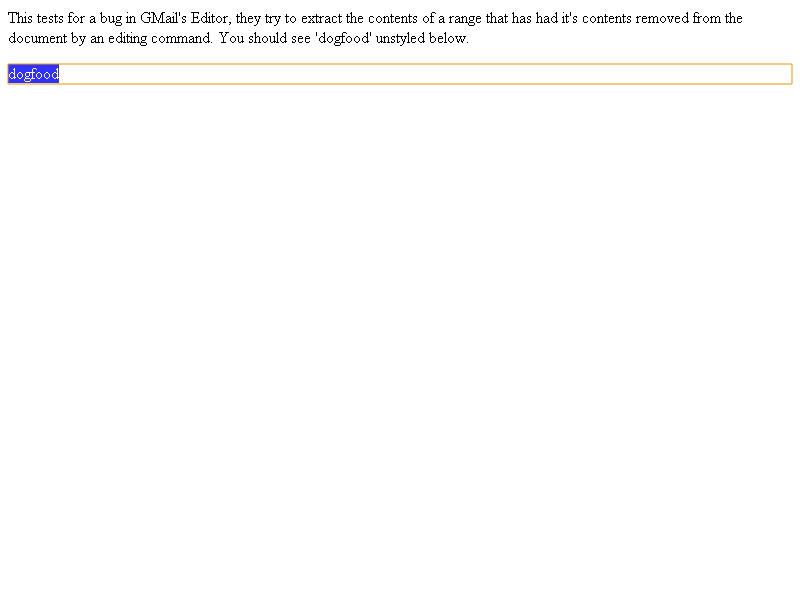 This tests for a bug in GMail's Editor, they try to extract the contents of a range that has had it's contents removed from the
document by an editing command. You should see 'dogfood' unstyled below.
dogfood